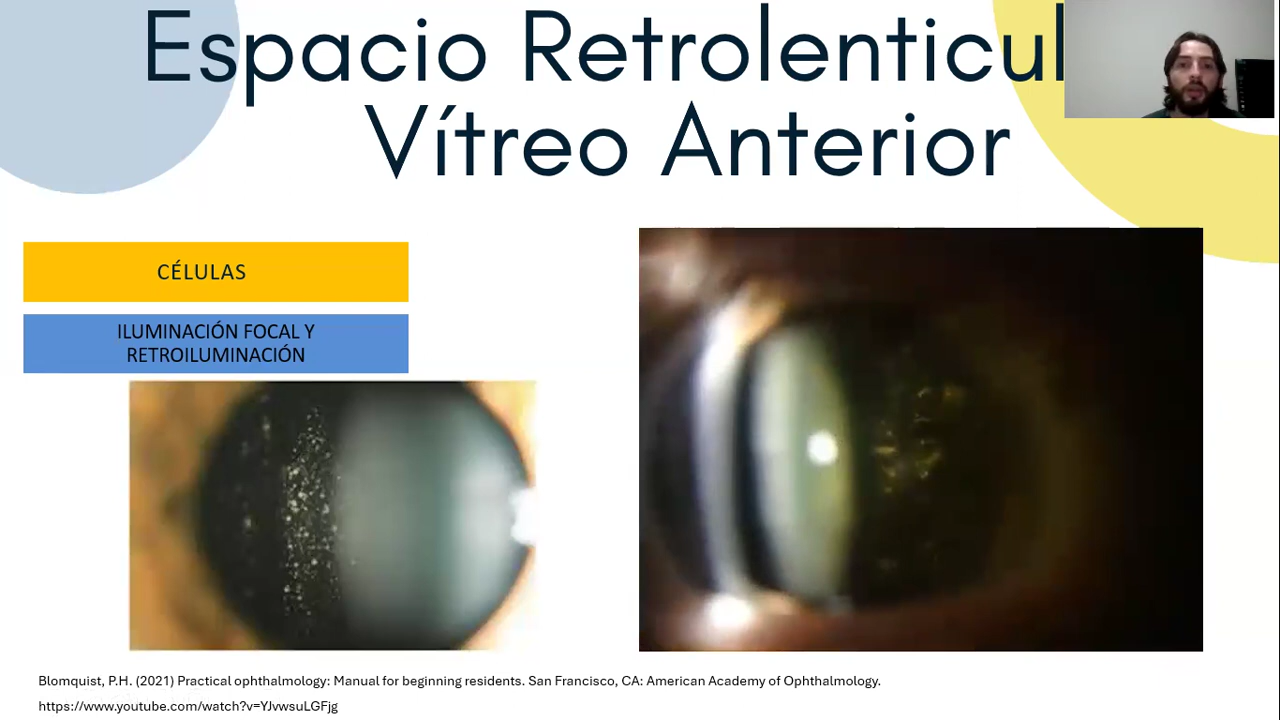 Espacio Retrolenticul
Vítreo Anterior
CÉLULAS
ILUMINACIÓN FOCAL Y
RETROILUMINACIÓN
Blomquist, P.H. (2021) Practical ophthalmology: Manual for beginning residents. San Francisco, CA: American Academy of Ophthalmology.
https://www.youtube.com/watch?v=YJvwsuLGFjg